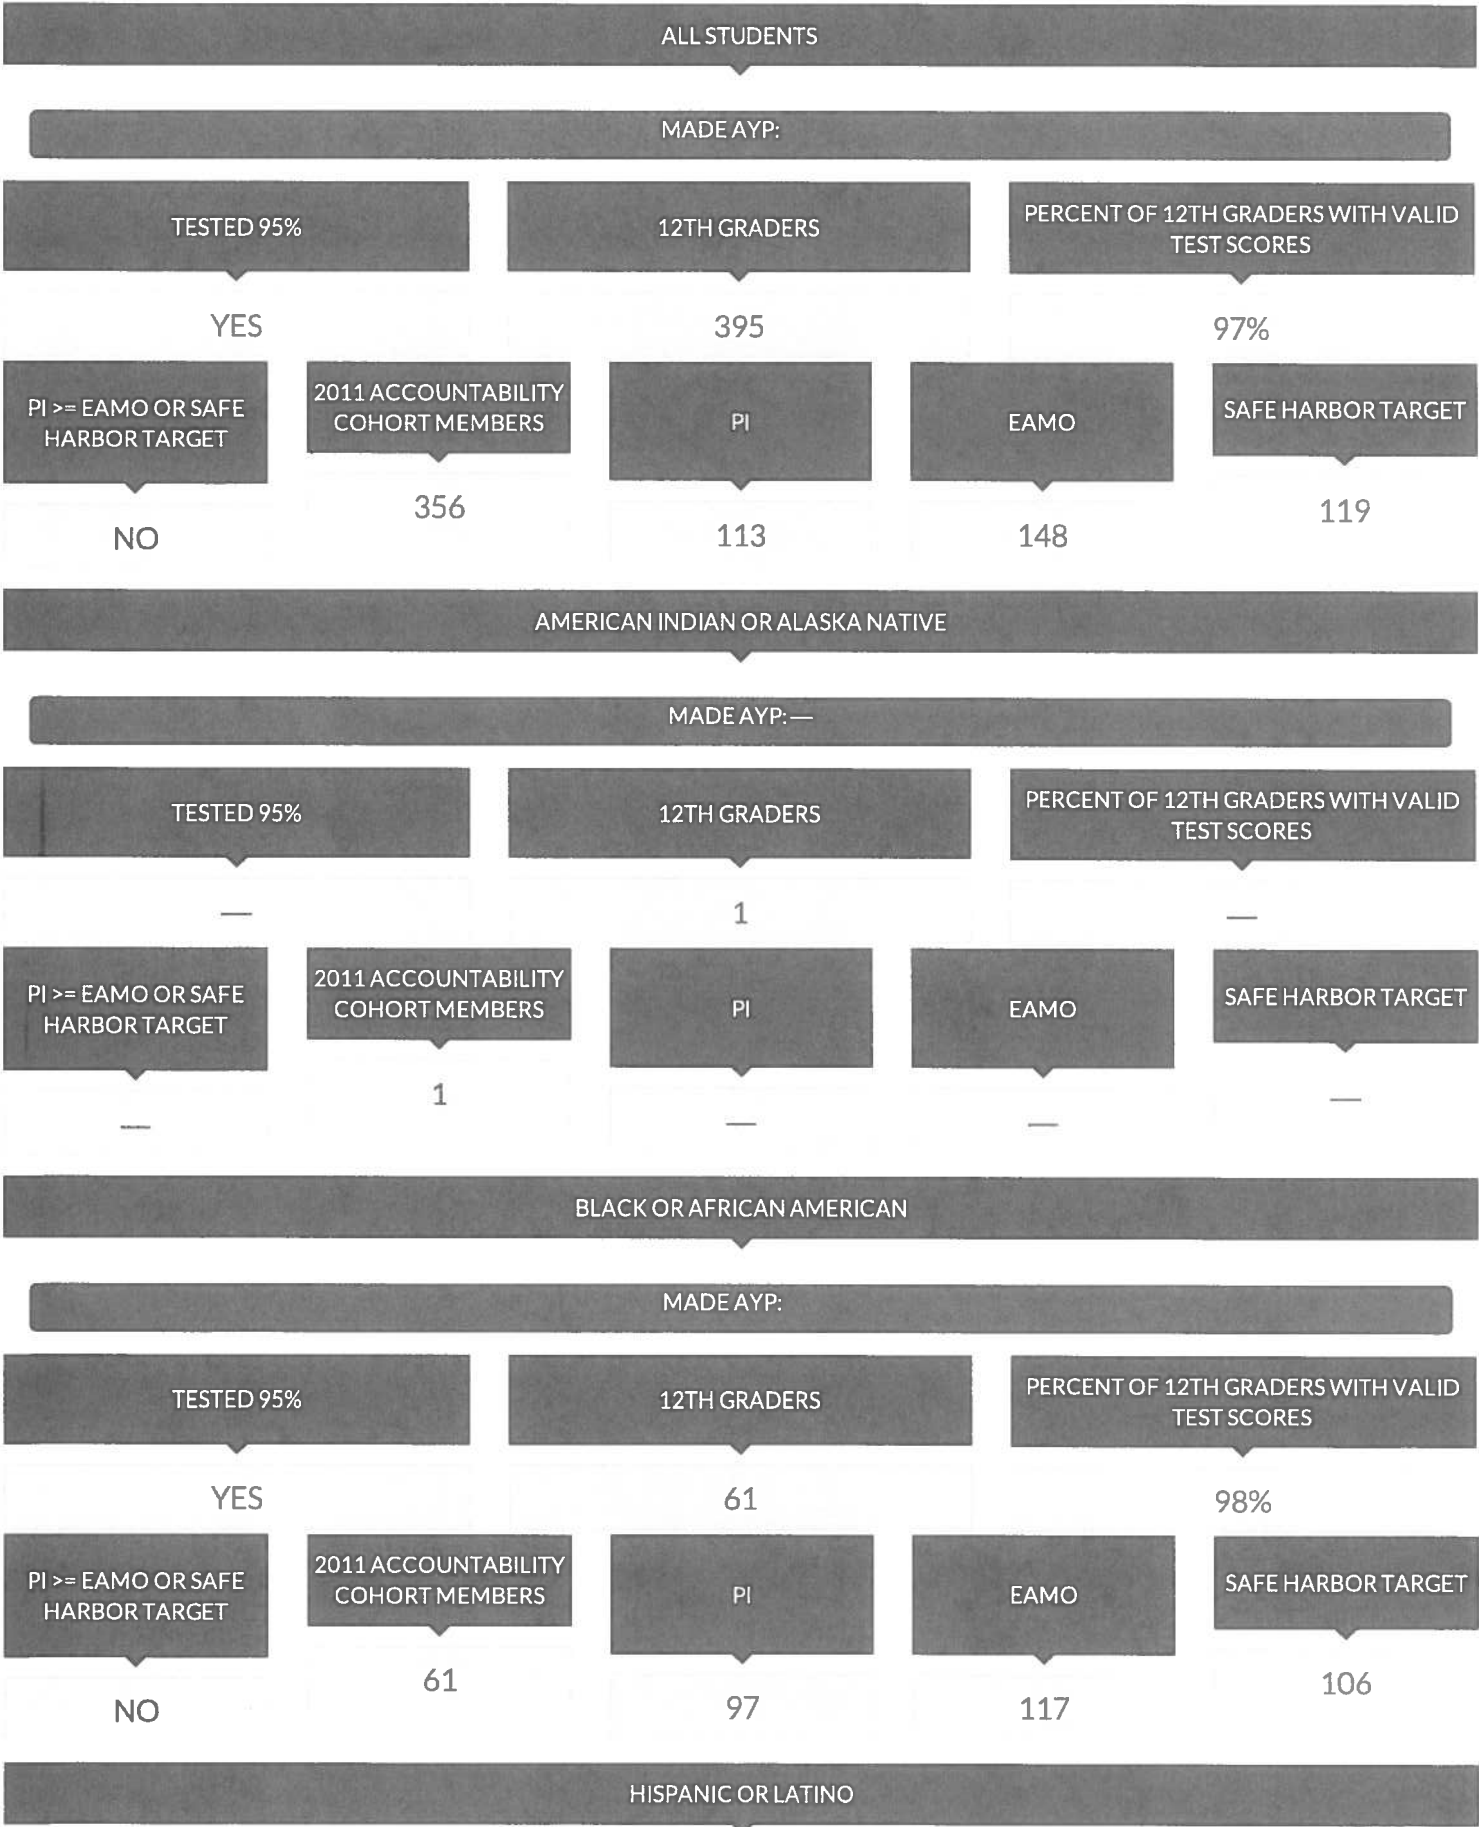 ALL STUDENTS
MADE AYP:
TESTED 95%
12TH GRADERS
PERCENT OF 12TH GRADERS WITH VALID
TEST SCORES
YES
395
97%
PI >= EAMO OR SAFE
HARBOR TARGET
2011 ACCOUNTABILITY
COHORT MEMBERS
PI
EAMO
SAFE HARBOR TARGET
NO
356
113
148
119
AMERICAN INDIAN OR ALASKA NATIVE
MADE AYP: —
TESTED 95%
12TH GRADERS
PERCENT OF 12TH GRADERS WITH VALID
TEST SCORES
—
1
—
PI >= EAMO OR SAFE
HARBOR TARGET
2011 ACCOUNTABILITY
COHORT MEMBERS
PI
EAMO
SAFE HARBOR TARGET
—
1
—
—
—
BLACK OR AFRICAN AMERICAN
MADE AYP:
TESTED 95%
12TH GRADERS
PERCENT OF 12TH GRADERS WITH VALID
TEST SCORES
YES
61
98%
PI >= EAMO OR SAFE
HARBOR TARGET
2011 ACCOUNTABILITY
COHORT MEMBERS
PI
EAMO
SAFE HARBOR TARGET
NO
61
97
117
106
HISPANIC OR LATINO